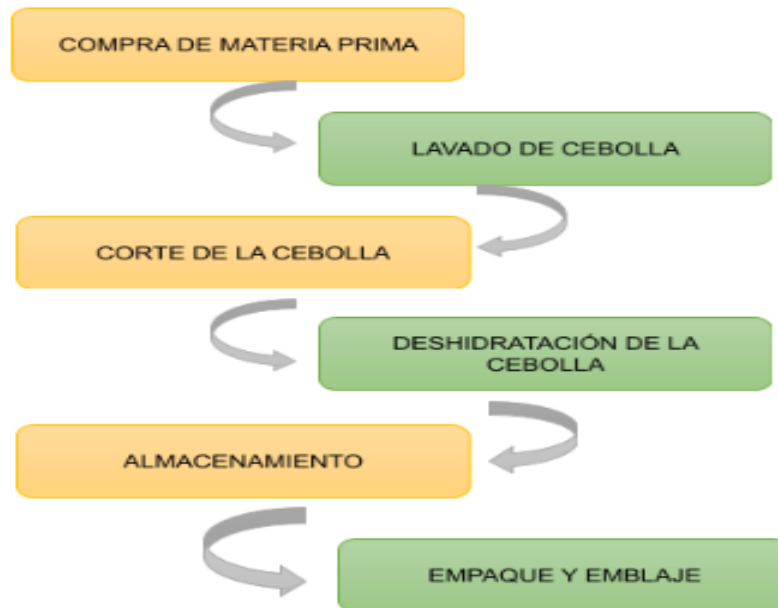 COMPRA DE MATERIA PRIMA
LAVADO DE CEBOLLA
CORTE DE LA CEBOLLA
DESHIDRATACIÓN DE LA
CEBOLLA
ALMACENAMIENTO
EMPAQUE Y EMBLAJE